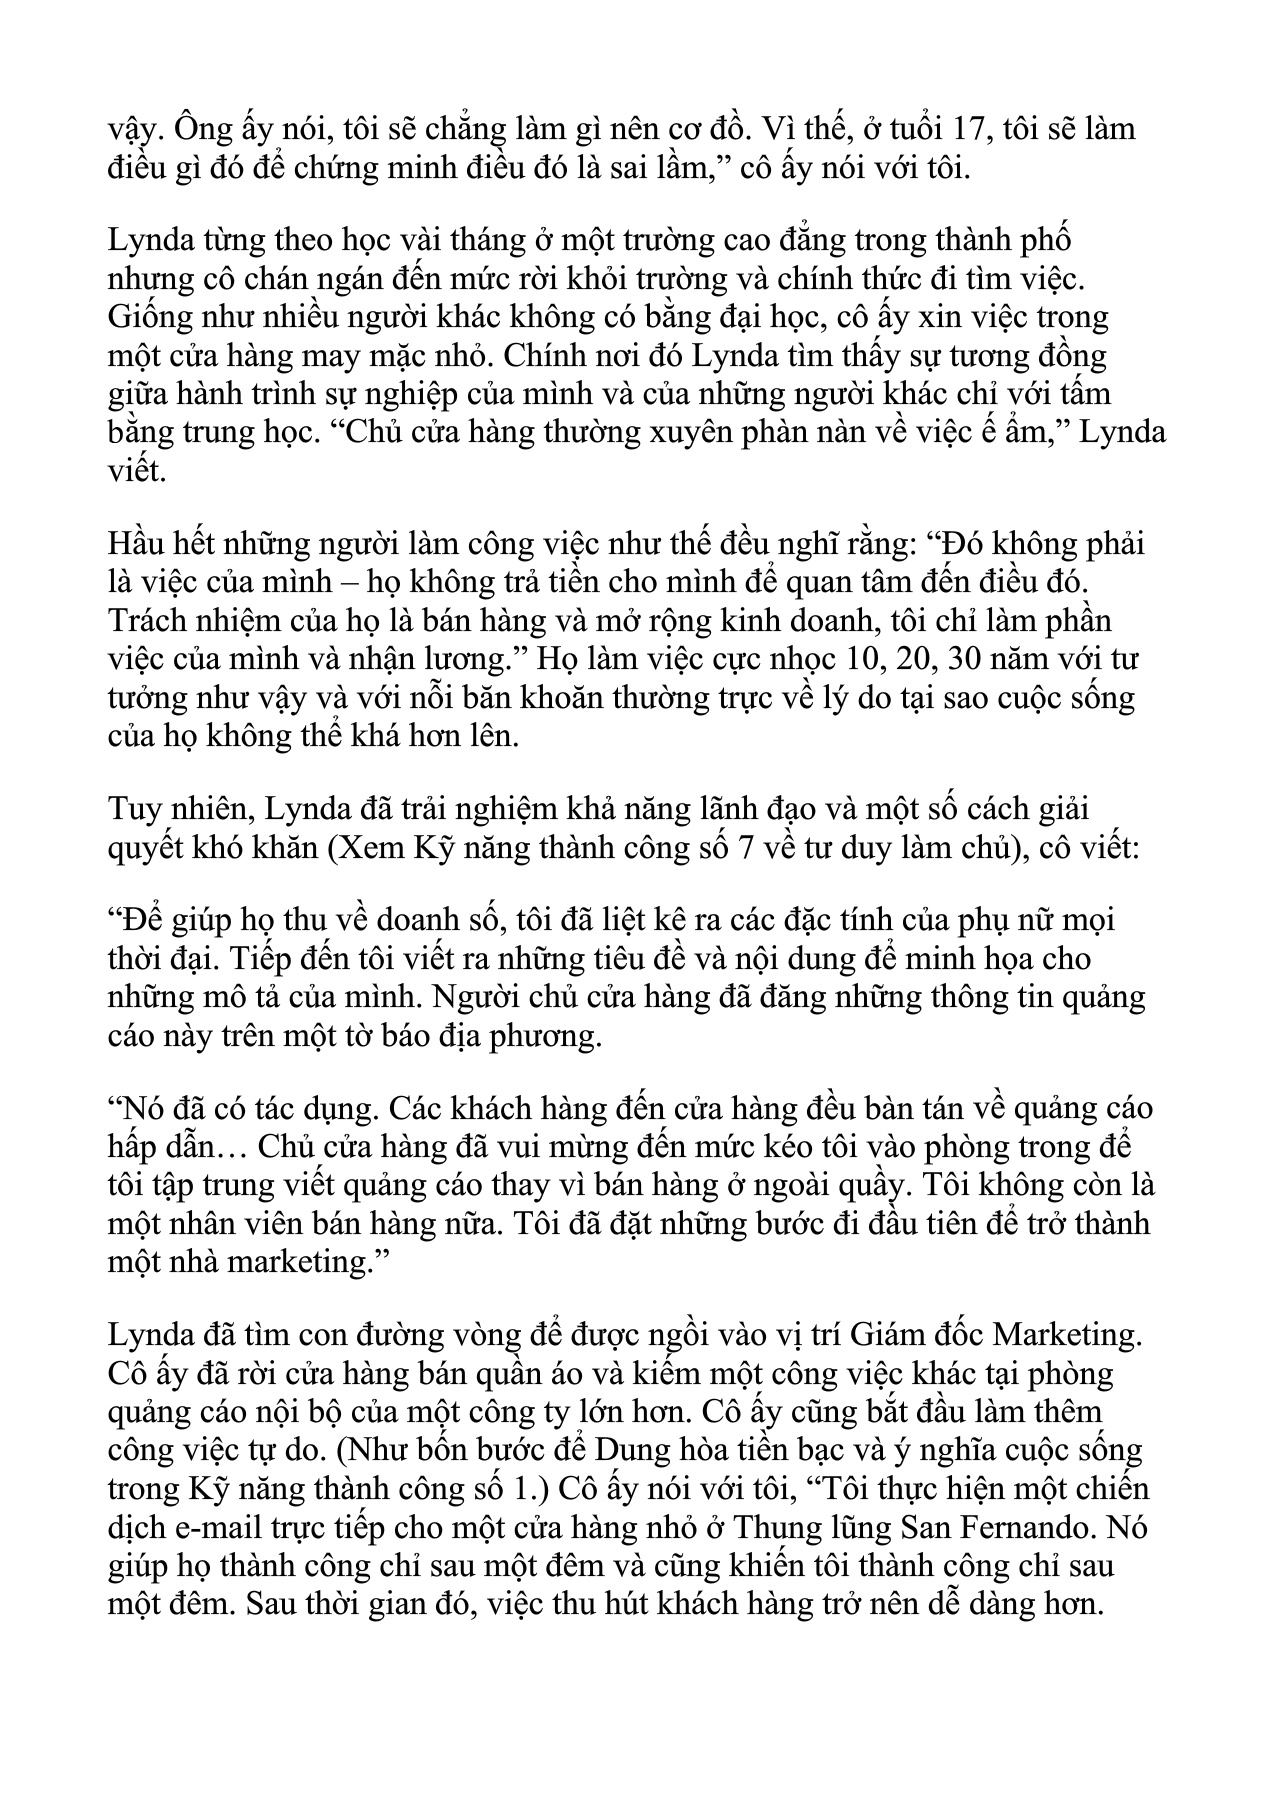 vậy. Ông ấy nói, tôi sẽ chẳng làm gì nên cơ đồ. Vì thế, ở tuổi 17, tôi sẽ làm
điều gì đó để chứng minh điều đó là sai lầm,” cô ấy nói với tôi.
Lynda từng theo học vài tháng ở một trường cao đẳng trong thành phố
nhưng cô chán ngán đến mức rời khỏi trường và chính thức đi tìm việc.
Giống như nhiều người khác không có bằng đại học, cô ấy xin việc trong
một cửa hàng may mặc nhỏ. Chính nơi đó Lynda tìm thấy sự tương đồng
giữa hành trình sự nghiệp của mình và của những người khác chỉ với tấm
bằng trung học. “Chủ cửa hàng thường xuyên phàn nàn về việc ế ẩm,” Lynda
viết.
Hầu hết những người làm công việc như thế đều nghĩ rằng: “Đó không phải
là việc của mình – họ không trả tiền cho mình để quan tâm đến điều đó.
Trách nhiệm của họ là bán hàng và mở rộng kinh doanh, tôi chỉ làm phần
việc của mình và nhận lương.” Họ làm việc cực nhọc 10, 20, 30 năm với tư
tưởng như vậy và với nỗi băn khoăn thường trực về lý do tại sao cuộc sống
của họ không thể khá hơn lên.
Tuy nhiên, Lynda đã trải nghiệm khả năng lãnh đạo và một số cách giải
quyết khó khăn (Xem Kỹ năng thành công số 7 về tư duy làm chủ), cô viết:
“Để giúp họ thu về doanh số, tôi đã liệt kê ra các đặc tính của phụ nữ mọi
thời đại. Tiếp đến tôi viết ra những tiêu đề và nội dung để minh họa cho
những mô tả của mình. Người chủ cửa hàng đã đăng những thông tin quảng
cáo này trên một tờ báo địa phương.
“Nó đã có tác dụng. Các khách hàng đến cửa hàng đều bàn tán về quảng cáo
hấp dẫn… Chủ cửa hàng đã vui mừng đến mức kéo tôi vào phòng trong để
tôi tập trung viết quảng cáo thay vì bán hàng ở ngoài quầy. Tôi không còn là
một nhân viên bán hàng nữa. Tôi đã đặt những bước đi đầu tiên để trở thành
một nhà marketing.”
Lynda đã tìm con đường vòng để được ngồi vào vị trí Giám đốc Marketing.
Cô ấy đã rời cửa hàng bán quần áo và kiếm một công việc khác tại phòng
quảng cáo nội bộ của một công ty lớn hơn. Cô ấy cũng bắt đầu làm thêm
công việc tự do. (Như bốn bước để Dung hòa tiền bạc và ý nghĩa cuộc sống
trong Kỹ năng thành công số 1.) Cô ấy nói với tôi, “Tôi thực hiện một chiến
dịch e-mail trực tiếp cho một cửa hàng nhỏ ở Thung lũng San Fernando. Nó
giúp họ thành công chỉ sau một đêm và cũng khiến tôi thành công chỉ sau
một đêm. Sau thời gian đó, việc thu hút khách hàng trở nên dễ dàng hơn.